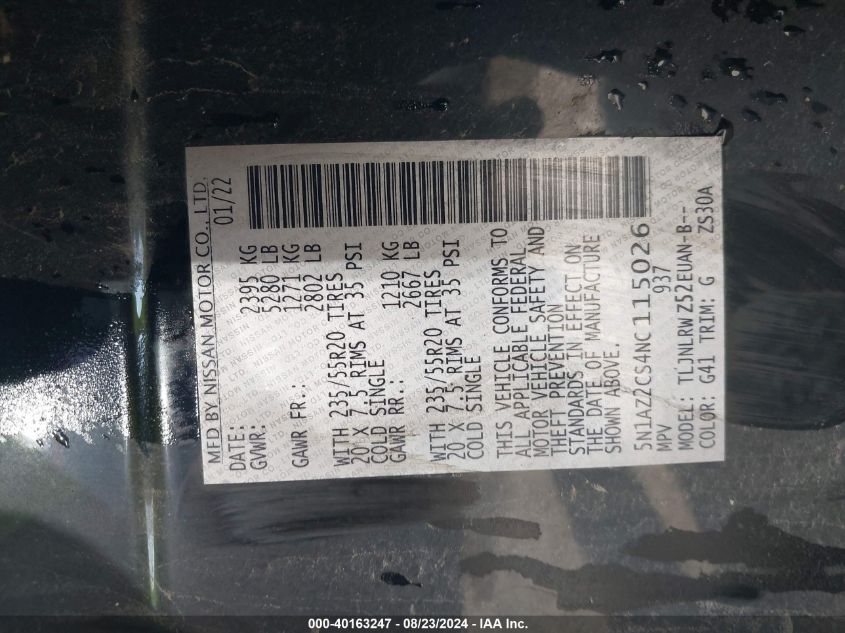 MFD BY NISSAN MOTOR CO., LTD.
DATE: 01/22
GVWR: 2395 KG
5280 LB
GAWR FR.: 1271 KG
2802 LB
WITH 235/55R20 TIRES
20 X 7.5 RIMS AT 35 PSI
COLD SINGLE
GAWR RR.: 1210 KG
2667 LB
WITH 235/55R20 TIRES
20 X 7.5 RIMS AT 35 PSI
COLD SINGLE
THIS VEHICLE CONFORMS TO
ALL APPLICABLE FEDERAL
MOTOR VEHICLE SAFETY AND
THEFT PREVENTION
STANDARDS IN EFFECT ON
THE DATE OF MANUFACTURE
SHOWN ABOVE.
5N1AZ2CS4NC115026
MPV 937
MODEL: TLJNLRWZ52EUAN-B--
COLOR: G41 TRIM: G ZS30A
000-40163247 - 08/23/2024 - IAA Inc.